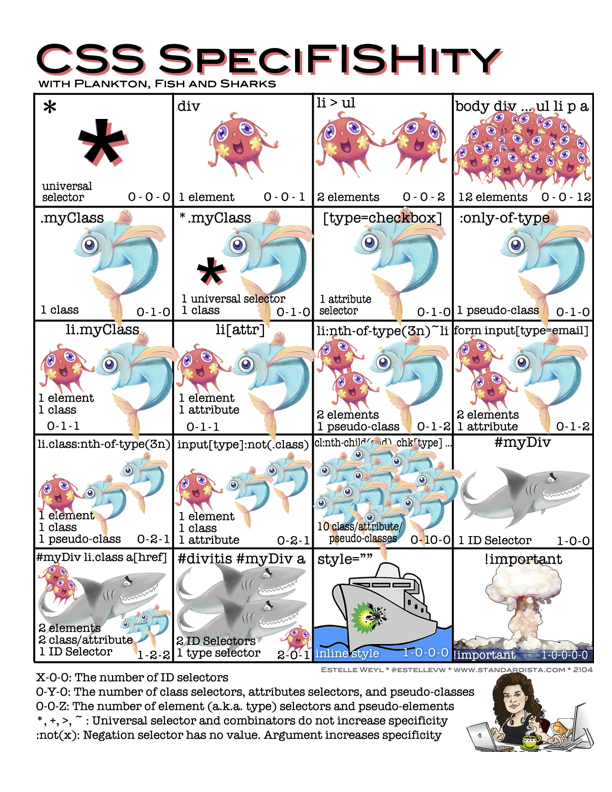 CSS SpeciFISHity
with Plankton, Fish and Sharks
*
*
universal
selector 0-0-0
div
1 element 0-0-1
li > ul
2 elements 0-0-2
body div ... ul li p a
12 elements 0-0-12
.myClass
1 class 0-1-0
*.myClass
*
1 universal selector
1 class 0-1-0
[type=checkbox]
1 attribute
selector 0-1-0
:only-of-type
1 pseudo-class 0-1-0
li.myClass
1 element
1 class
0-1-1
li[attr]
1 element
1 attribute
0-1-1
li:nth-of-type(3n)~li
2 elements
1 pseudo-class 0-1-2
form input[type=email]
2 elements
1 attribute 0-1-2
li.class:nth-of-type(3n)
1 element
1 class
1 pseudo-class 0-2-1
input[type]:not(.class)
1 element
1 class
1 attribute 0-2-1
.chk[type] ...
10 class/attribute/
pseudo-classes 0-10-0
#myDiv
1 ID Selector 1-0-0
#myDiv li.class a[href]
2 elements
2 class/attribute
1 ID Selector 1-2-2
#divitis #myDiv a
2 ID Selectors
1 type selector 2-0-1
style=""
bp
inline style 1-0-0-0
!important
!important 1-0-0-0-0
Estelle Weyl * @estellevw * www.standardista.com * 2104
X-0-0: The number of ID selectors
0-Y-0: The number of class selectors, attributes selectors, and pseudo-classes
0-0-Z: The number of element (a.k.a. type) selectors and pseudo-elements
*, +, >, ~ : Universal selector and combinators do not increase specificity
:not(x): Negation selector has no value. Argument increases specificity